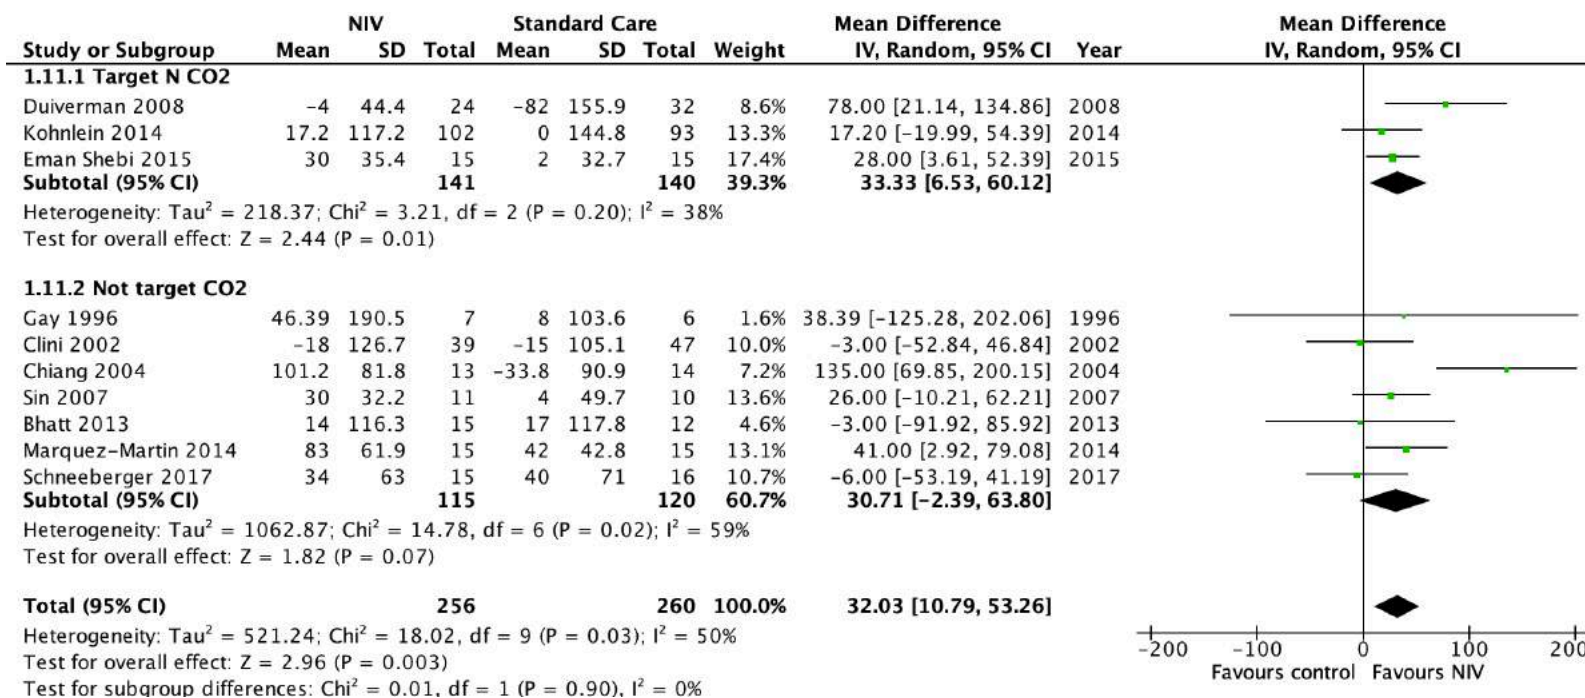 NIV Standard Care Mean Difference Mean Difference
Study or Subgroup Mean SD Total Mean SD Total Weight IV, Random, 95% CI Year IV, Random, 95% CI
1.11.1 Target N CO2
Duiverman 2008 -4 44.4 24 -82 155.9 32 8.6% 78.00 [21.14, 134.86] 2008
Kohnlein 2014 17.2 117.2 102 0 144.8 93 13.3% 17.20 [-19.99, 54.39] 2014
Eman Shebi 2015 30 35.4 15 2 32.7 15 17.4% 28.00 [3.61, 52.39] 2015
Subtotal (95% CI) 141 140 39.3% 33.33 [6.53, 60.12]
Heterogeneity: Tau² = 218.37; Chi² = 3.21, df = 2 (P = 0.20); I² = 38%
Test for overall effect: Z = 2.44 (P = 0.01)
1.11.2 Not target CO2
Gay 1996 46.39 190.5 7 8 103.6 6 1.6% 38.39 [-125.28, 202.06] 1996
Clini 2002 -18 126.7 39 -15 105.1 47 10.0% -3.00 [-52.84, 46.84] 2002
Chiang 2004 101.2 81.8 13 -33.8 90.9 14 7.2% 135.00 [69.85, 200.15] 2004
Sin 2007 30 32.2 11 4 49.7 10 13.6% 26.00 [-10.21, 62.21] 2007
Bhatt 2013 14 116.3 15 17 117.8 12 4.6% -3.00 [-91.92, 85.92] 2013
Marquez-Martin 2014 83 61.9 15 42 42.8 15 13.1% 41.00 [2.92, 79.08] 2014
Schneeberger 2017 34 63 15 40 71 16 10.7% -6.00 [-53.19, 41.19] 2017
Subtotal (95% CI) 115 120 60.7% 30.71 [-2.39, 63.80]
Heterogeneity: Tau² = 1062.87; Chi² = 14.78, df = 6 (P = 0.02); I² = 59%
Test for overall effect: Z = 1.82 (P = 0.07)
Total (95% CI) 256 260 100.0% 32.03 [10.79, 53.26]
Heterogeneity: Tau² = 521.24; Chi² = 18.02, df = 9 (P = 0.03); I² = 50%
Test for overall effect: Z = 2.96 (P = 0.003)
Test for subgroup differences: Chi² = 0.01, df = 1 (P = 0.90), I² = 0%
-200 -100 0 100 200
Favours control Favours NIV